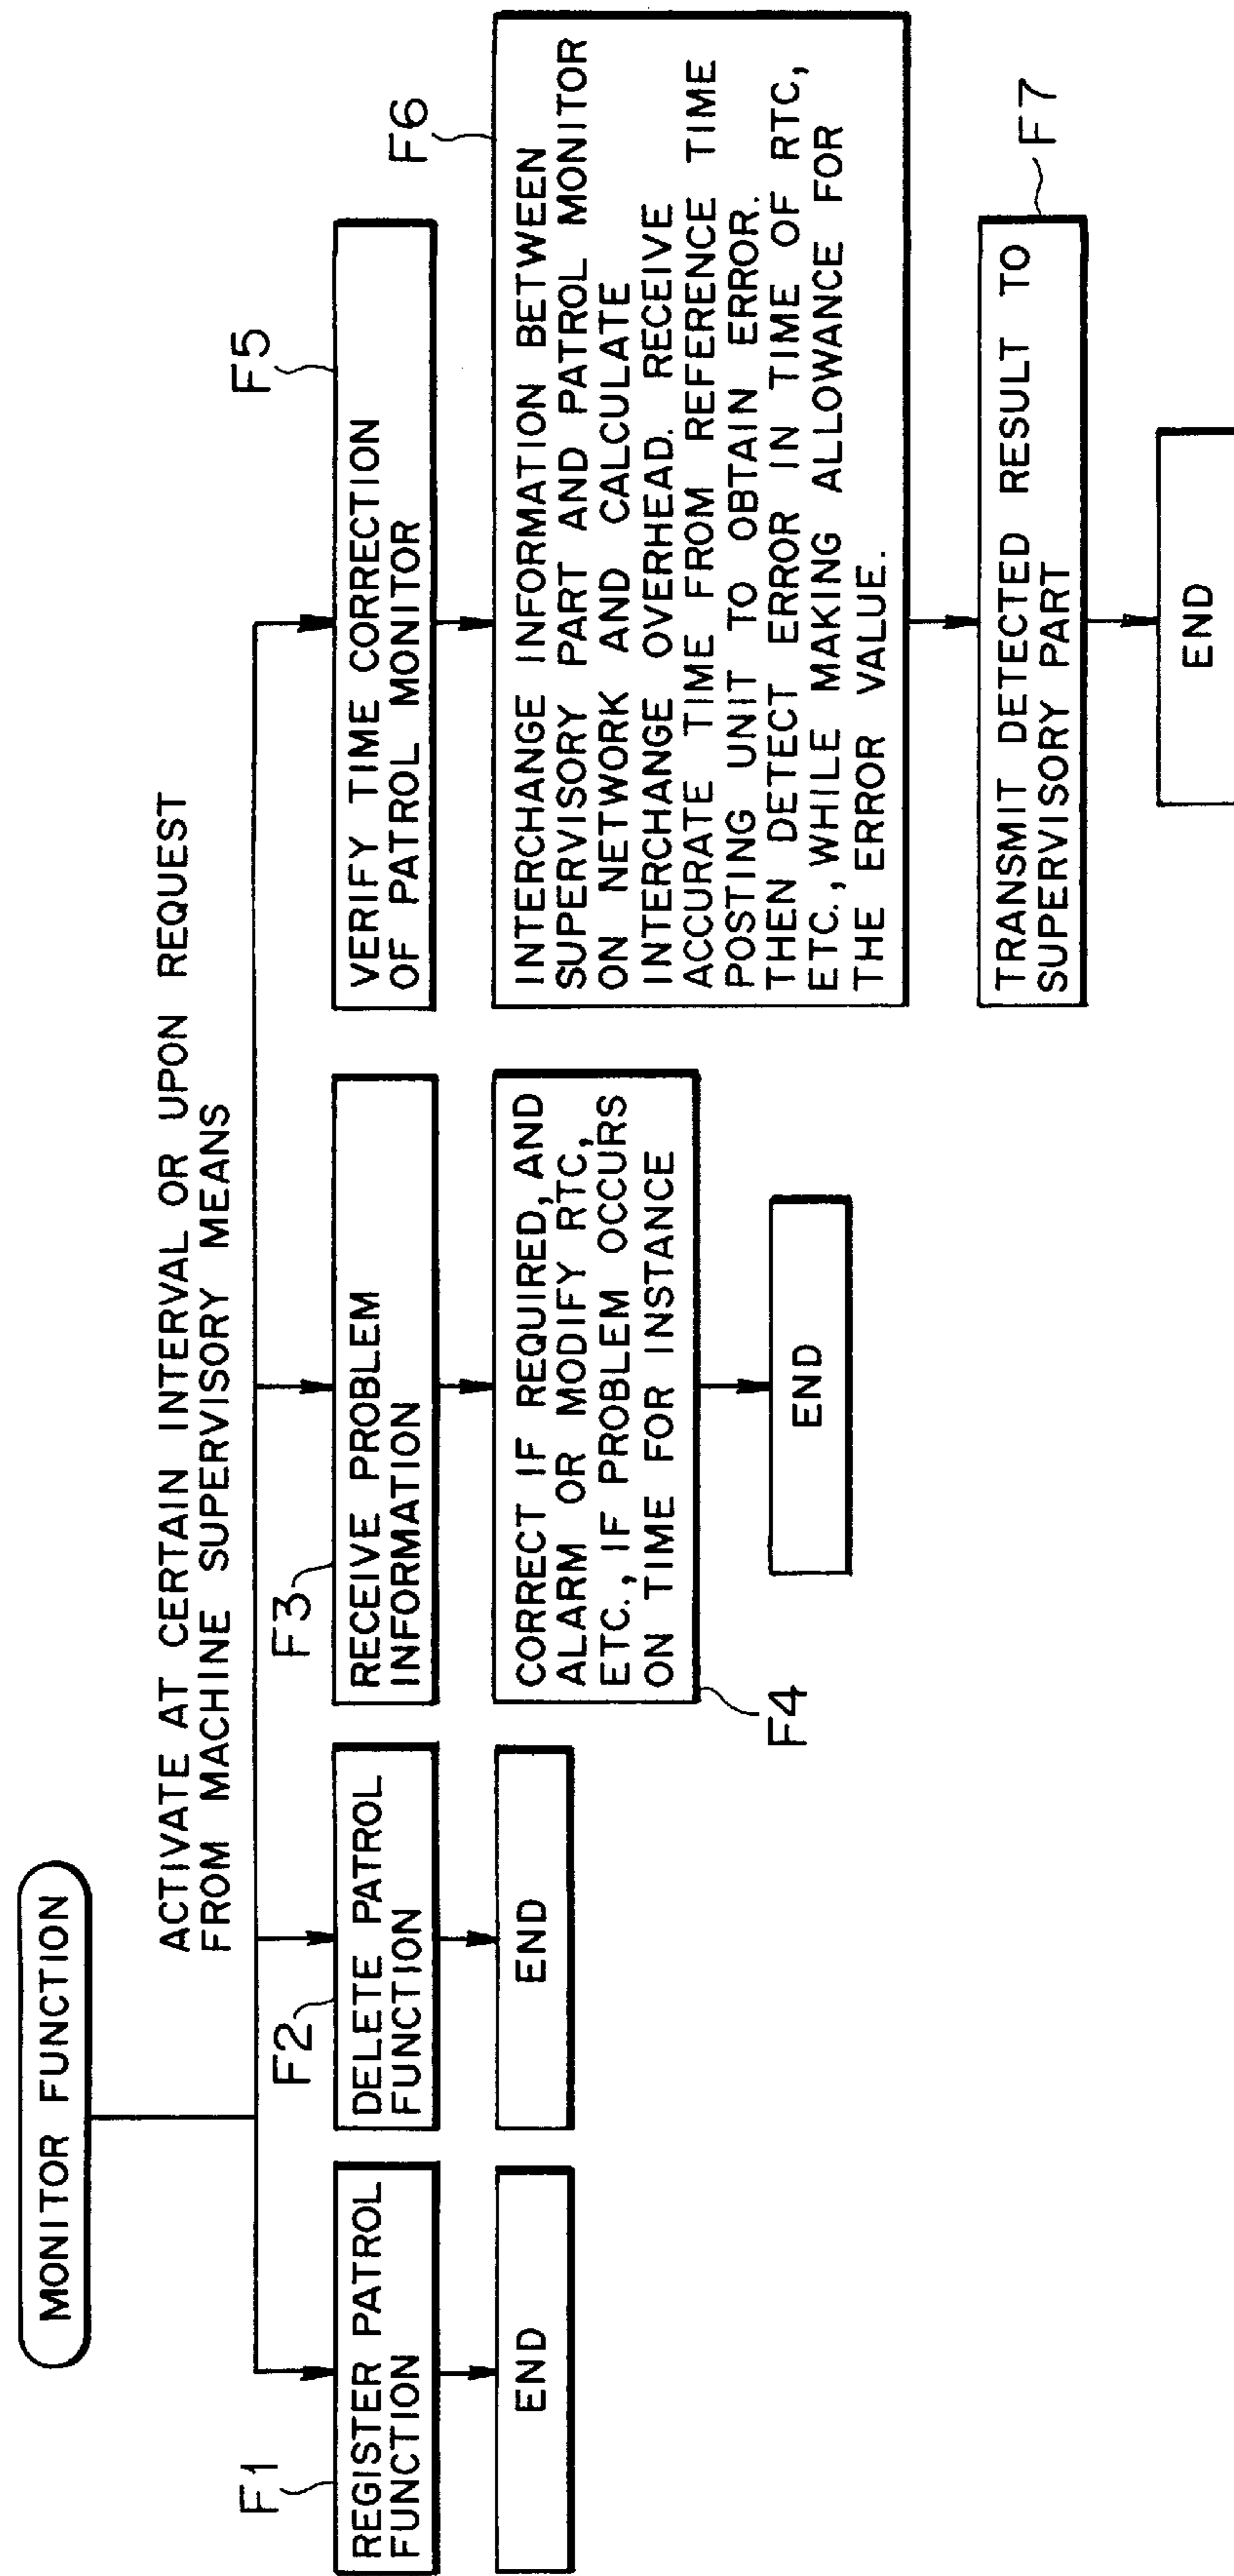 MONITOR FUNCTION
ACTIVATE AT CERTAIN INTERVAL OR UPON REQUEST
FROM MACHINE SUPERVISORY MEANS
F1
REGISTER PATROL
FUNCTION
END
F2
DELETE PATROL
FUNCTION
END
F3
RECEIVE PROBLEM
INFORMATION
F4
CORRECT IF REQUIRED, AND
ALARM OR MODIFY RTC,
ETC., IF PROBLEM OCCURS
ON TIME FOR INSTANCE
END
F5
VERIFY TIME CORRECTION
OF PATROL MONITOR
F6
INTERCHANGE INFORMATION BETWEEN
SUPERVISORY PART AND PATROL MONITOR
ON NETWORK AND CALCULATE
INTERCHANGE OVERHEAD. RECEIVE
ACCURATE TIME FROM REFERENCE TIME
POSTING UNIT TO OBTAIN ERROR.
THEN DETECT ERROR IN TIME OF RTC,
ETC., WHILE MAKING ALLOWANCE FOR
THE ERROR VALUE.
F7
TRANSMIT DETECTED RESULT TO
SUPERVISORY PART
END